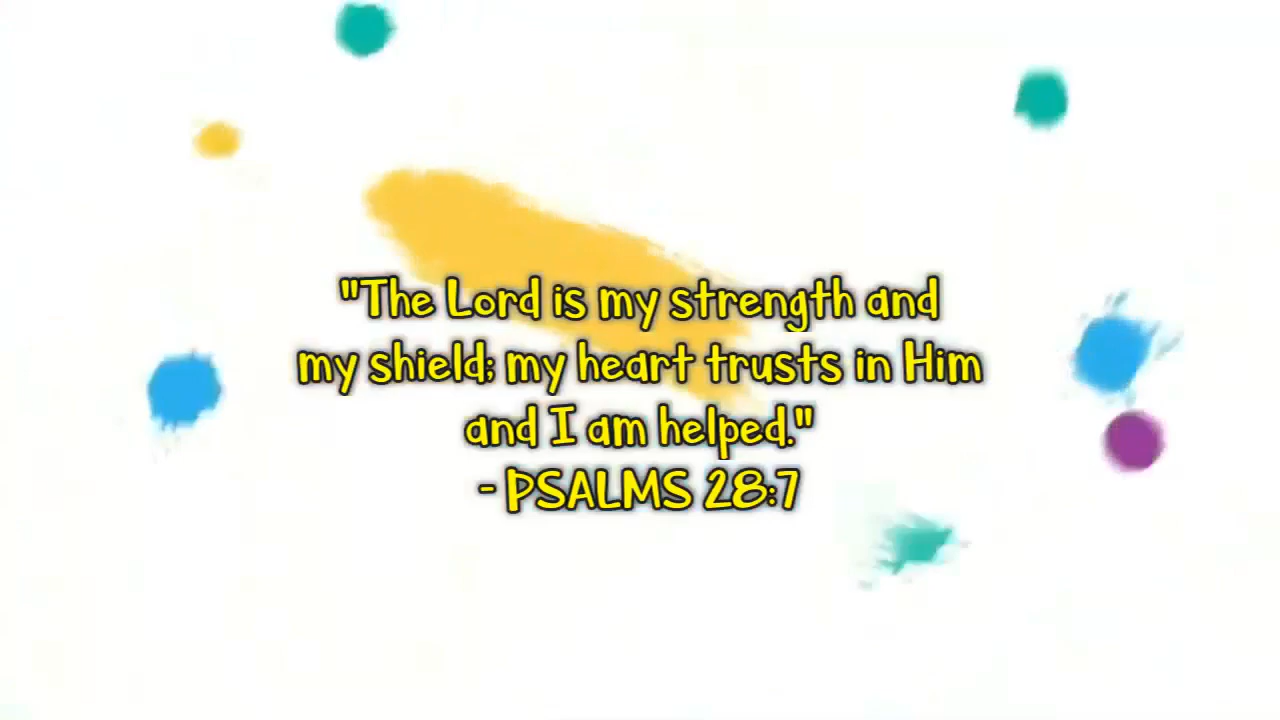 "The Lord is my strength and
my shield; my heart trusts in Him
and I am helped."
- PSALMS 28:7